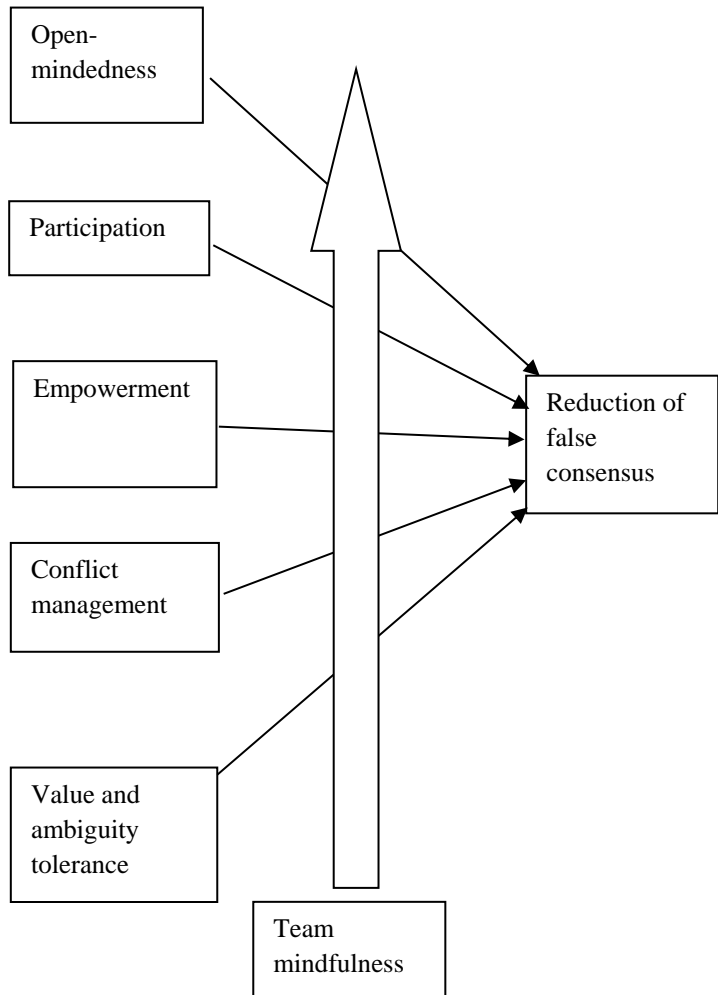 Open-
mindedness
Participation
Empowerment
Reduction of
false
consensus
Conflict
management
Value and
ambiguity
tolerance
Team
mindfulness